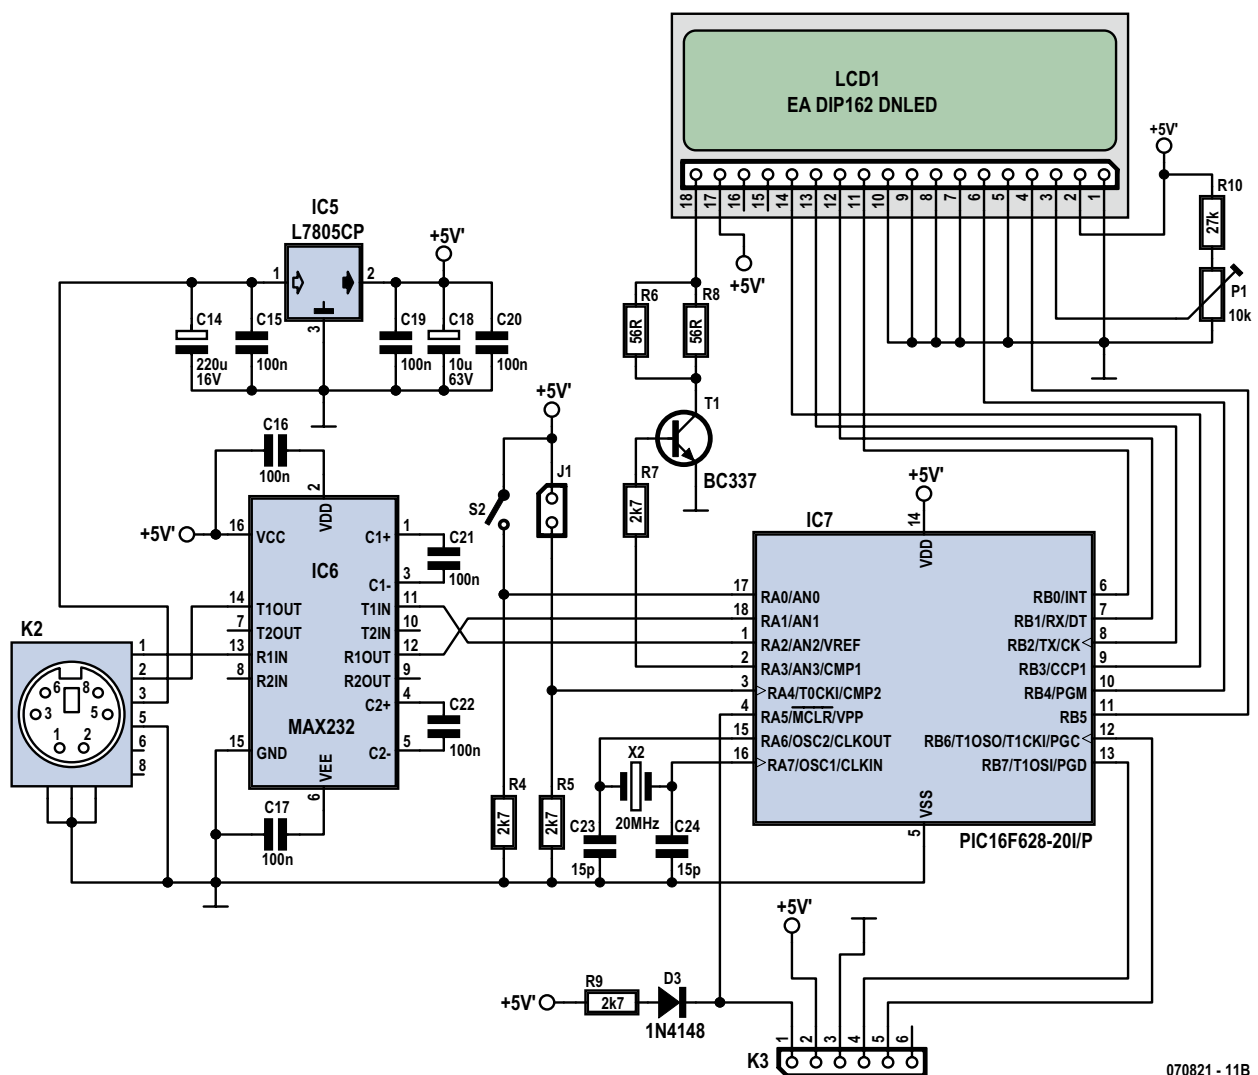 LCD1
EA DIP162 DNLED
18 17 16 15 14 13 12 11 10 9 8 7 6 5 4 3 2 1
+5V'
R10
27k
P1
10k
+5V'
IC5
L7805CP
1 2
3
+5V'
C14
220u
16V
C15
100n
C19
100n
C18
10u
63V
C20
100n
R6
56R
R8
56R
T1
BC337
R7
2k7
+5V'
J1
S2
C16
100n
+5V'
IC6
MAX232
2
VDD
16 VCC
14 T1OUT
7 T2OUT
13 R1IN
8 R2IN
15 GND
VEE
6
C1+ 1
C1- 3
T1IN 11
T2IN 10
R1OUT 12
R2OUT 9
C2+ 4
C2- 5
C21
100n
C22
100n
C17
100n
K2
6 8
3 5
1 2
1
2
3
5
6
8
R4
2k7
R5
2k7
X2
20MHz
C23
15p
C24
15p
IC7
+5V'
14
VDD
17 RA0/AN0
18 RA1/AN1
1 RA2/AN2/VREF
2 RA3/AN3/CMP1
3 RA4/T0CKI/CMP2
4 RA5/MCLR/VPP
15 RA6/OSC2/CLKOUT
16 RA7/OSC1/CLKIN
RB0/INT 6
RB1/RX/DT 7
RB2/TX/CK 8
RB3/CCP1 9
RB4/PGM 10
RB5 11
RB6/T1OSO/T1CKI/PGC 12
RB7/T1OSI/PGD 13
VSS
5
PIC16F628-20I/P
+5V'
R9
2k7
D3
1N4148
+5V'
K3
1 2 3 4 5 6
070821 - 11B